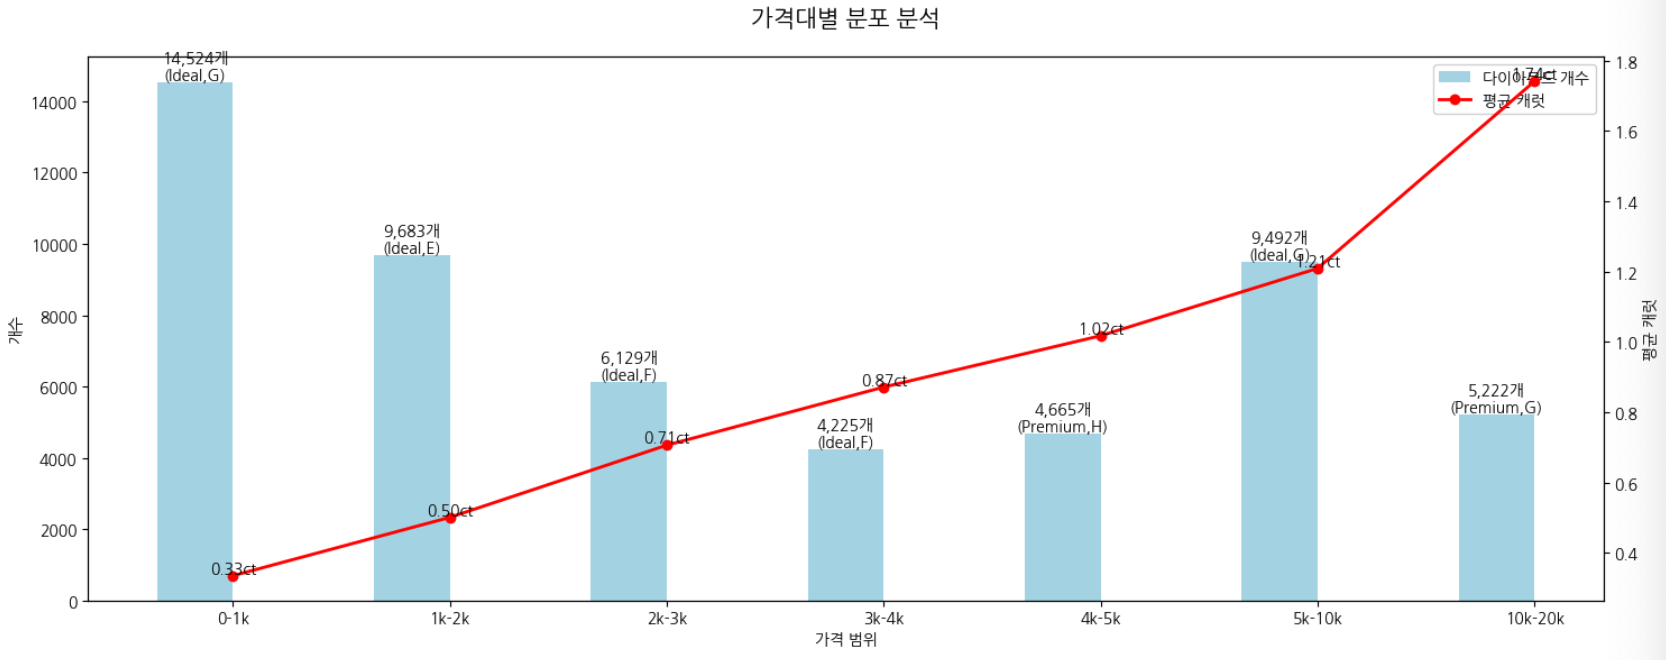 가격대별 분포 분석
14,524개
(Ideal,G)
9,683개
(Ideal,E)
6,129개
(Ideal,F)
4,225개
(Ideal,F)
4,665개
(Premium,H)
9,492개
(Ideal,G)
5,222개
(Premium,G)
0.33ct
0.50ct
0.71ct
0.87ct
1.02ct
1.21ct
1.74ct
다이아몬드 개수
평균 캐럿
14000
12000
10000
8000
6000
4000
2000
0
개수
1.8
1.6
1.4
1.2
1.0
0.8
0.6
0.4
평균 캐럿
0-1k
1k-2k
2k-3k
3k-4k
4k-5k
5k-10k
10k-20k
가격 범위